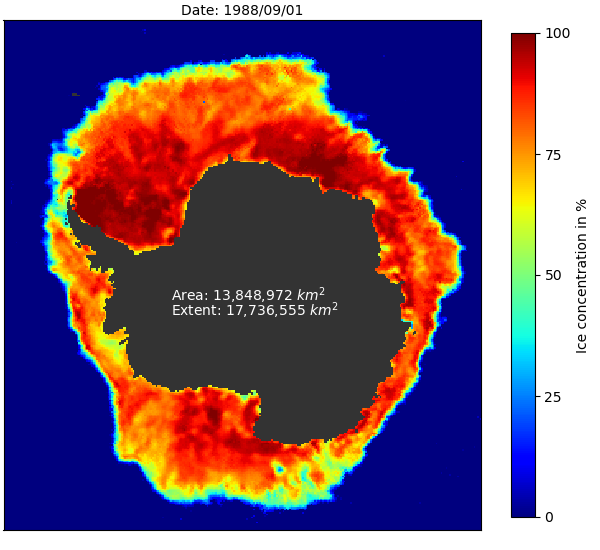 Date: 1988/09/01
100
75
50
25
0
Ice concentration in %
Area: 13,848,972 km²
Extent: 17,736,555 km²